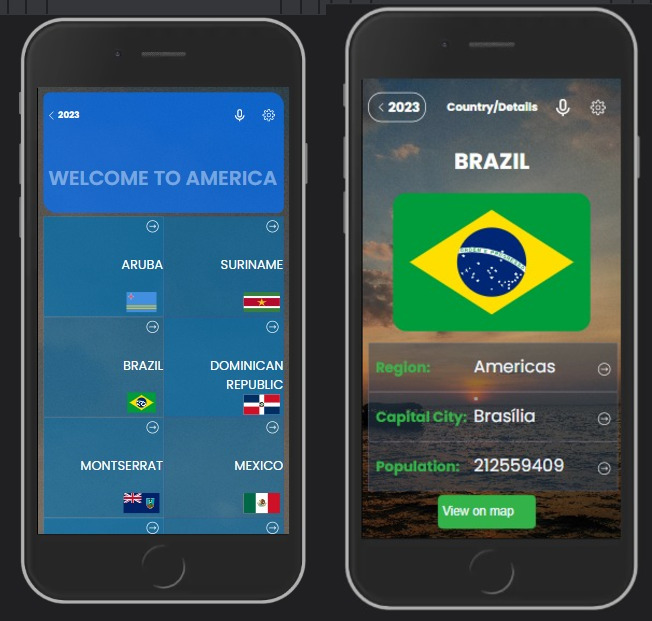 2023
WELCOME TO AMERICA
ARUBA
SURINAME
BRAZIL
DOMINICAN
REPUBLIC
MONTSERRAT
MEXICO
2023
Country/Details
BRAZIL
Region: Americas
Capital City: Brasília
Population: 212559409
View on map